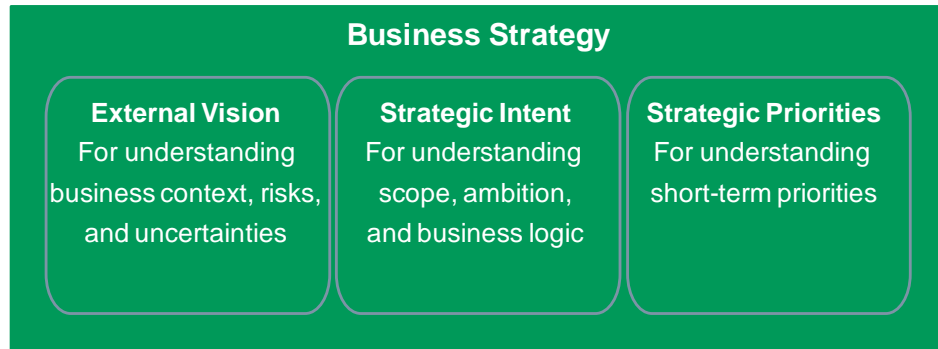 Business Strategy
External Vision
For understanding
business context, risks,
and uncertainties
Strategic Intent
For understanding
scope, ambition,
and business logic
Strategic Priorities
For understanding
short-term priorities